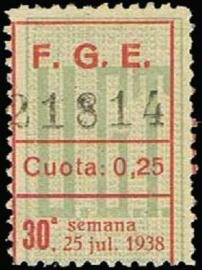 F. G. E.
21814
Cuota: 0,25
30.ª semana
25 jul. 1938